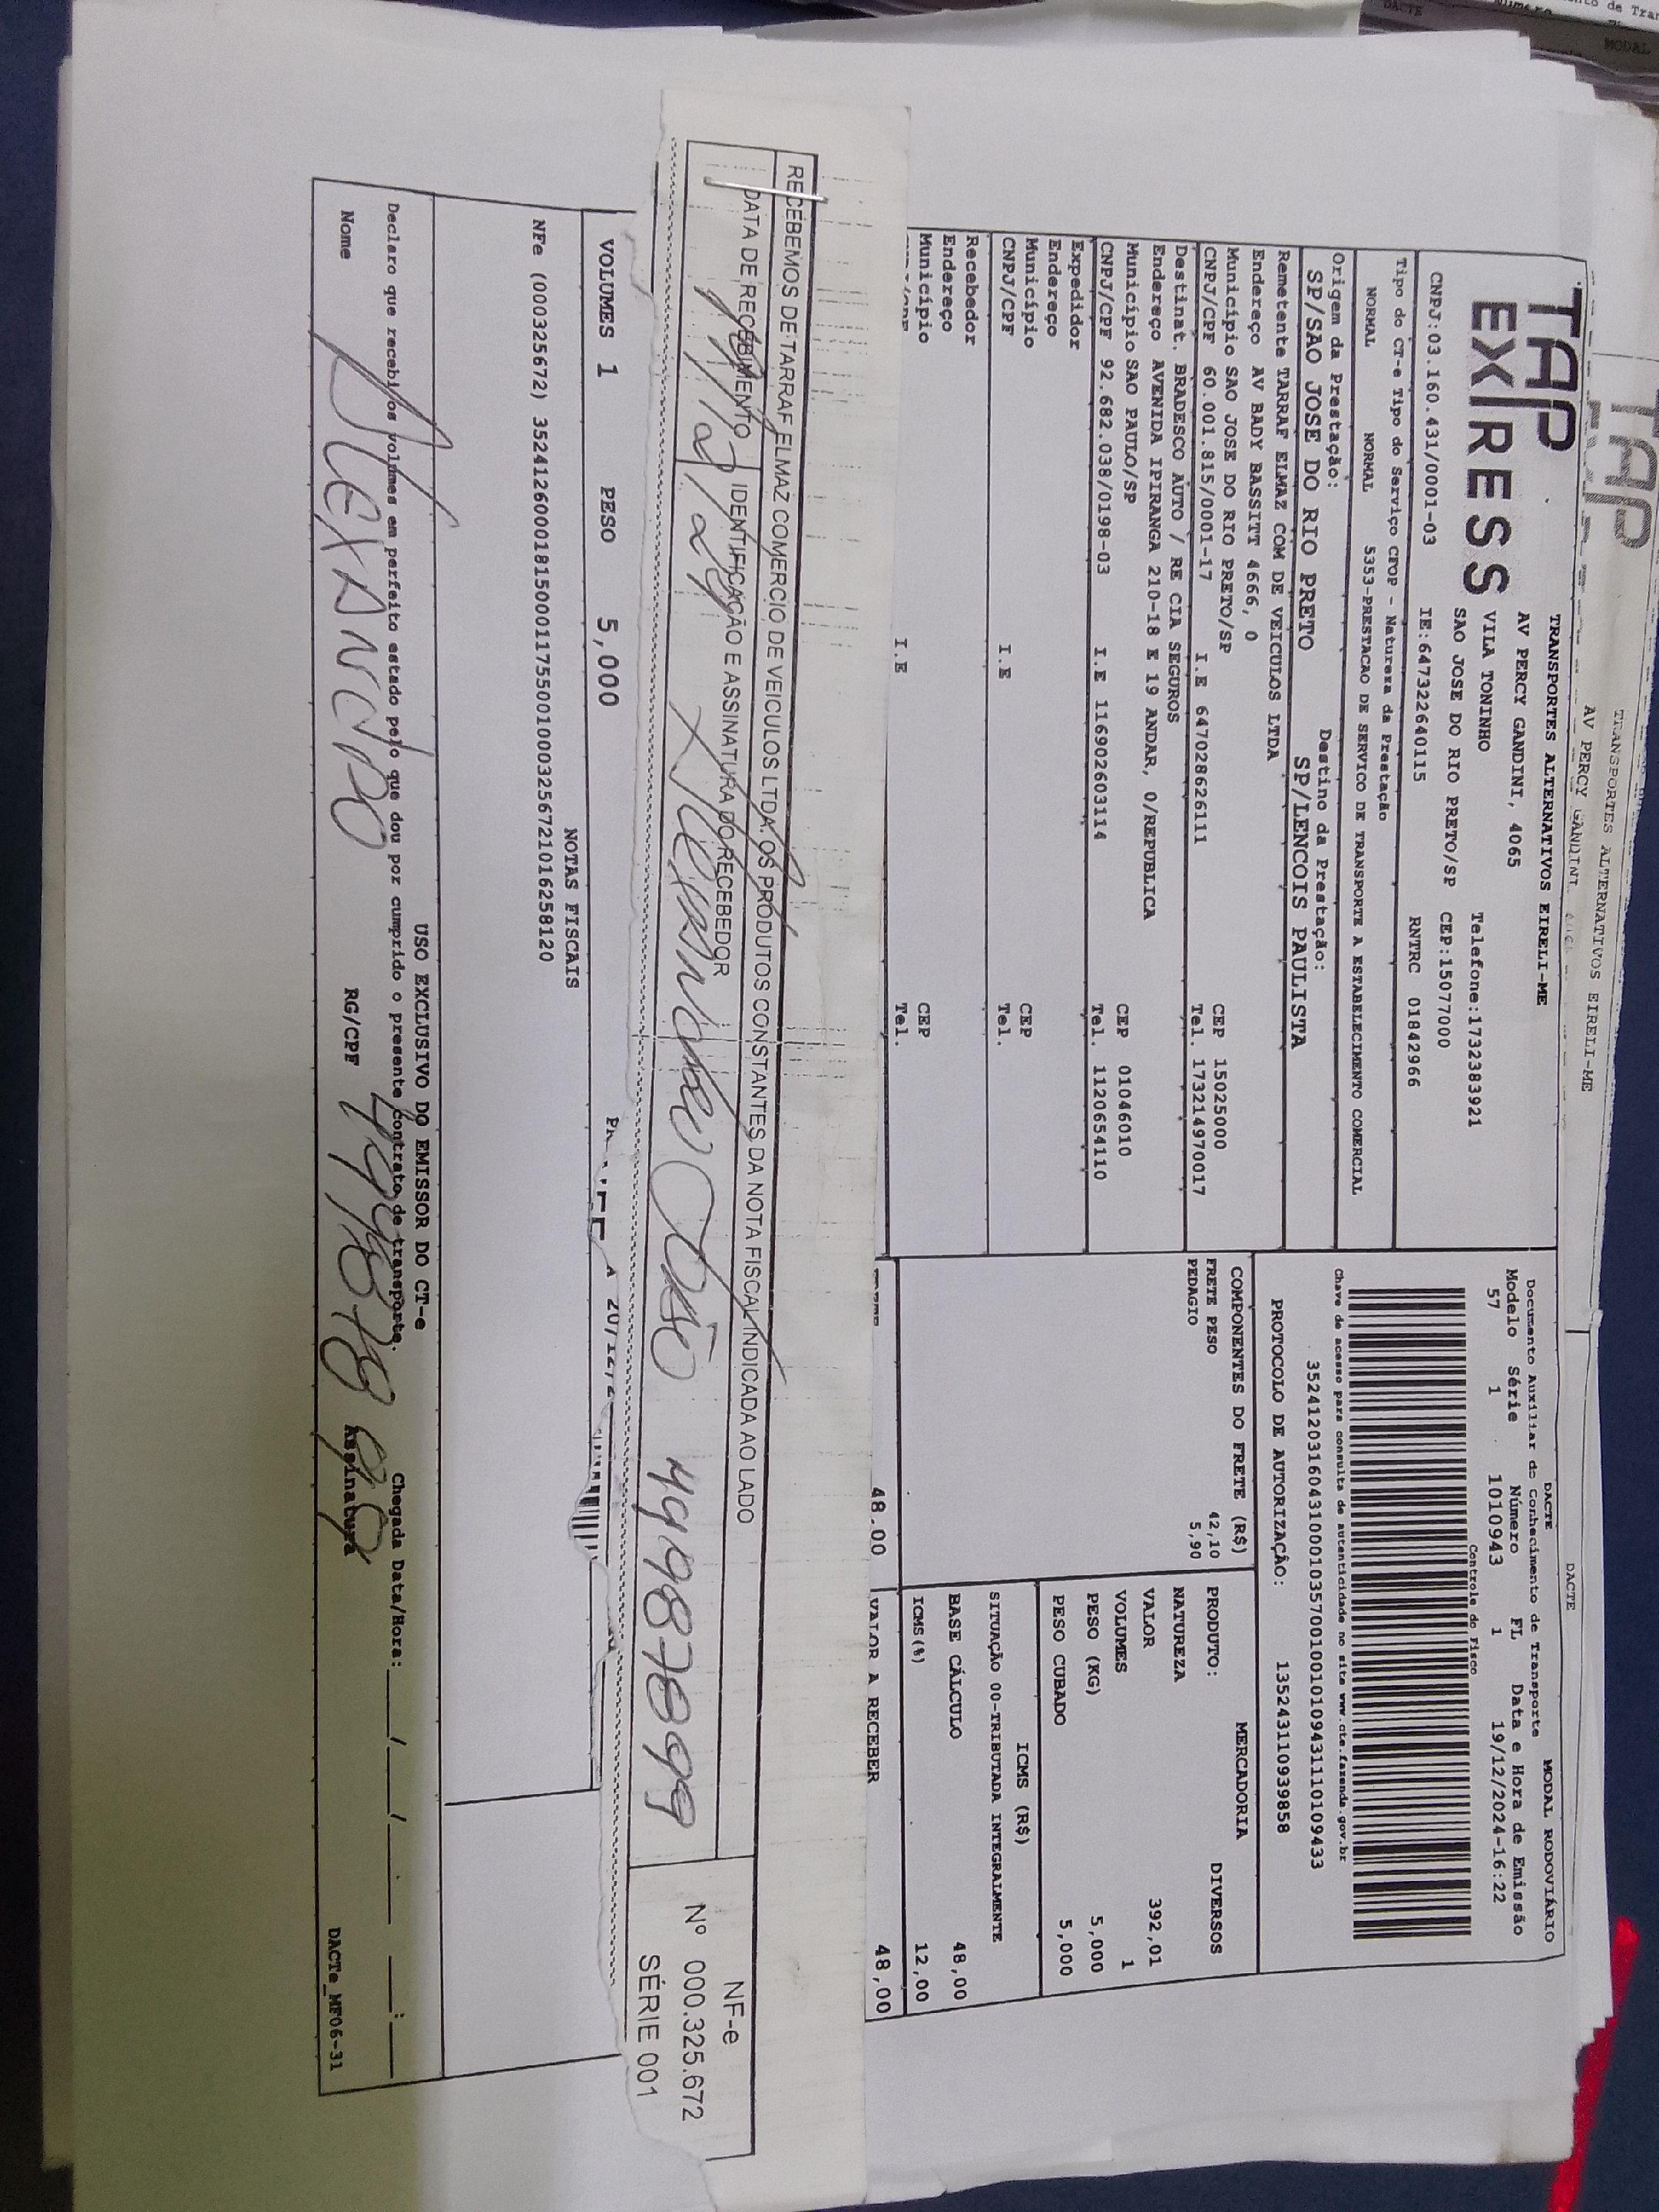 TAP
EXPRESS
TRANSPORTES ALTERNATIVOS EIRELI-ME
AV PERCY GANDINI, 4065
VILA TONINHO
SAO JOSE DO RIO PRETO/SP
Telefone:1732383921
CEP:15077000
CNPJ:03.160.431/0001-03
IE:647322640115
RNTRC 01842966
DACTE
MODAL RODOVIÁRIO
Documento Auxiliar do Conhecimento de Transporte
Modelo Série Número FL Data e Hora de Emissão
57 1 1010943 1 19/12/2024-16:22
Controle do Fisco
Chave de acesso para consulta de autenticidade no site www.cte.fazenda.gov.br
35241203160431000103570010010109431110109433
PROTOCOLO DE AUTORIZAÇÃO: 135243110939858
Tipo do CT-e Tipo do Serviço CFOP - Natureza da Prestação
NORMAL NORMAL 5353-PRESTACAO DE SERVICO DE TRANSPORTE A ESTABELECIMENTO COMERCIAL
Origem da Prestação: Destino da Prestação:
SP/SAO JOSE DO RIO PRETO SP/LENCOIS PAULISTA
Remetente TARRAF ELMAZ COM DE VEICULOS LTDA
Endereço AV BADY BASSITT 4666, 0
Município SAO JOSE DO RIO PRETO/SP CEP 15025000
CNPJ/CPF 60.001.815/0001-17 I.E 647028626111 Tel. 173214970017
Destinat. BRADESCO AUTO / RE CIA SEGUROS
Endereço AVENIDA IPIRANGA 210-18 E 19 ANDAR, 0/REPUBLICA
Município SAO PAULO/SP CEP 01046010
CNPJ/CPF 92.682.038/0198-03 I.E 116902603114 Tel. 1120654110
Expedidor
Endereço
Município CEP
CNPJ/CPF I.E Tel.
Recebedor
Endereço
Município CEP
I.E Tel.
COMPONENTES DO FRETE (R$)
FRETE PESO 42,10
PEDAGIO 5,90
48,00
MERCADORIA
PRODUTO: DIVERSOS
NATUREZA
VALOR 392,01
VOLUMES 1
PESO (KG) 5,000
PESO CUBADO 5,000
ICMS (R$)
SITUAÇÃO 00-TRIBUTADA INTEGRALMENTE
BASE CÁLCULO 48,00
ICMS(%) 12,00
VALOR A RECEBER 48,00
RECEBEMOS DE TARRAF ELMAZ COMERCIO DE VEICULOS LTDA. OS PRODUTOS CONSTANTES DA NOTA FISCAL INDICADA AO LADO
DATA DE RECEBIMENTO IDENTIFICAÇÃO E ASSINATURA DO RECEBEDOR
499878899
NF-e
Nº 000.325.672
SÉRIE 001
VOLUMES 1 PESO 5,000
NOTAS FISCAIS
NFe (000325672) 35241260001815000117550010003256721016258120
USO EXCLUSIVO DO EMISSOR DO CT-e
Declaro que recebi os volumes em perfeito estado pelo que dou por cumprido o presente contrato de transporte.
Chegada Data/Hora:___/___/___ ___:___
Nome ALEXANDRO RG/CPF Assinatura
DACTe_MF06-31